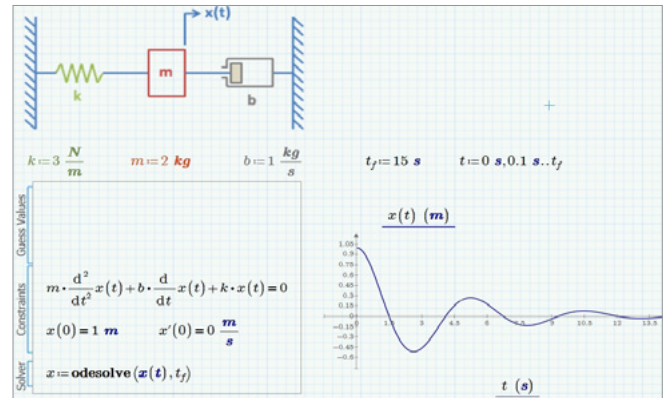 x(t)
m
k
b
k:=3 N/m
m:=2 kg
b:=1 kg/s
t_f:=15 s
t:=0 s,0.1 s..t_f
Guess Values
Constraints
m·d²/dt² x(t)+b·d/dt x(t)+k·x(t)=0
x(0)=1 m
x′(0)=0 m/s
Solver
x:=odesolve(x(t),t_f)
x(t) (m)
1.05
0.9
0.75
0.6
0.45
0.3
0.15
0
-0.15
-0.3
-0.45
-0.6
0 1.5 3 4.5 6 7.5 9 10.5 12 13.5
t (s)